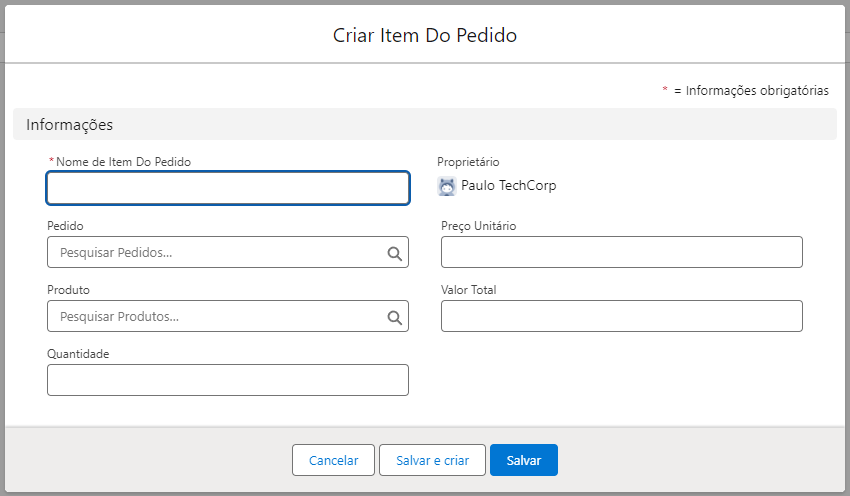 Criar Item Do Pedido
* = Informações obrigatórias
Informações
* Nome de Item Do Pedido
Proprietário
Paulo TechCorp
Pedido
Pesquisar Pedidos...
Preço Unitário
Produto
Pesquisar Produtos...
Valor Total
Quantidade
Cancelar
Salvar e criar
Salvar